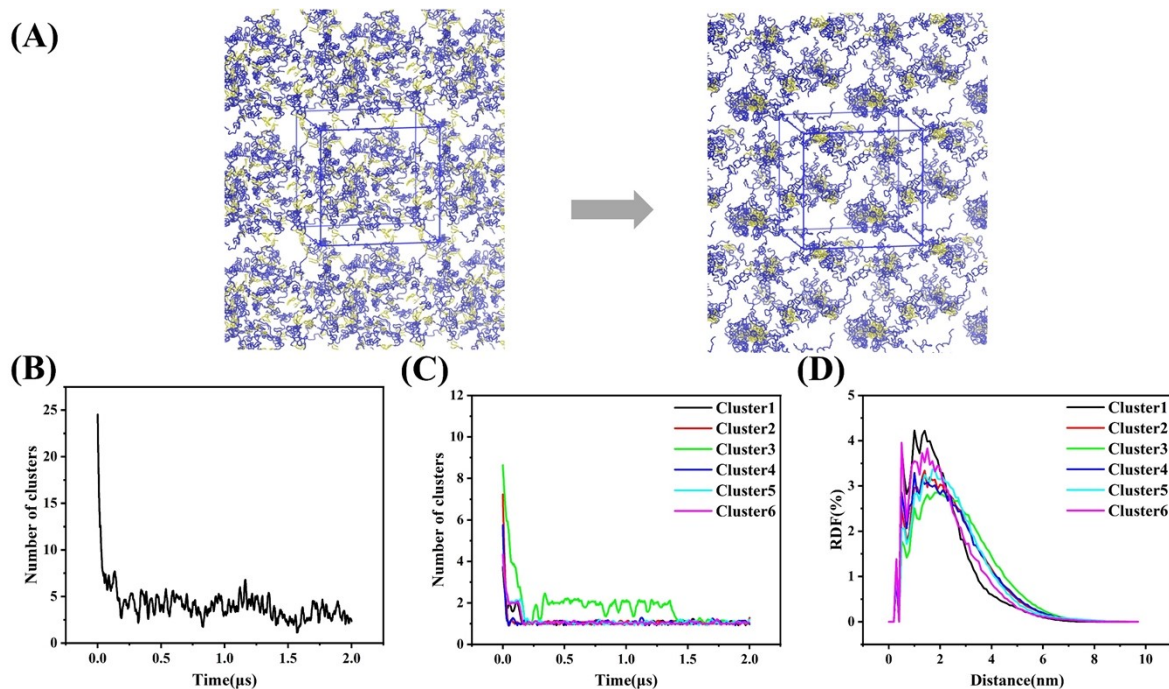 (A)
(B)
Number of clusters
25
20
15
10
5
0
0.0 0.5 1.0 1.5 2.0
Time(μs)
(C)
Number of clusters
12
10
8
6
4
2
0
Cluster1
Cluster2
Cluster3
Cluster4
Cluster5
Cluster6
0.0 0.5 1.0 1.5 2.0
Time(μs)
(D)
RDF(%)
5
4
3
2
1
0
Cluster1
Cluster2
Cluster3
Cluster4
Cluster5
Cluster6
0 2 4 6 8 10
Distance(nm)